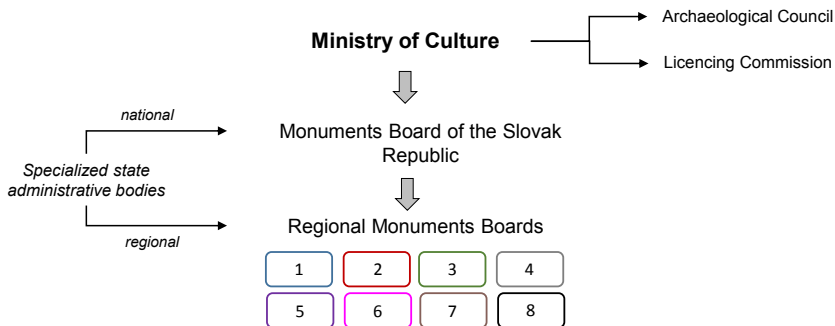 Archaeological Council
Ministry of Culture
Licencing Commission
national
Monuments Board of the Slovak
Republic
Specialized state
administrative bodies
regional
Regional Monuments Boards
1 2 3 4
5 6 7 8